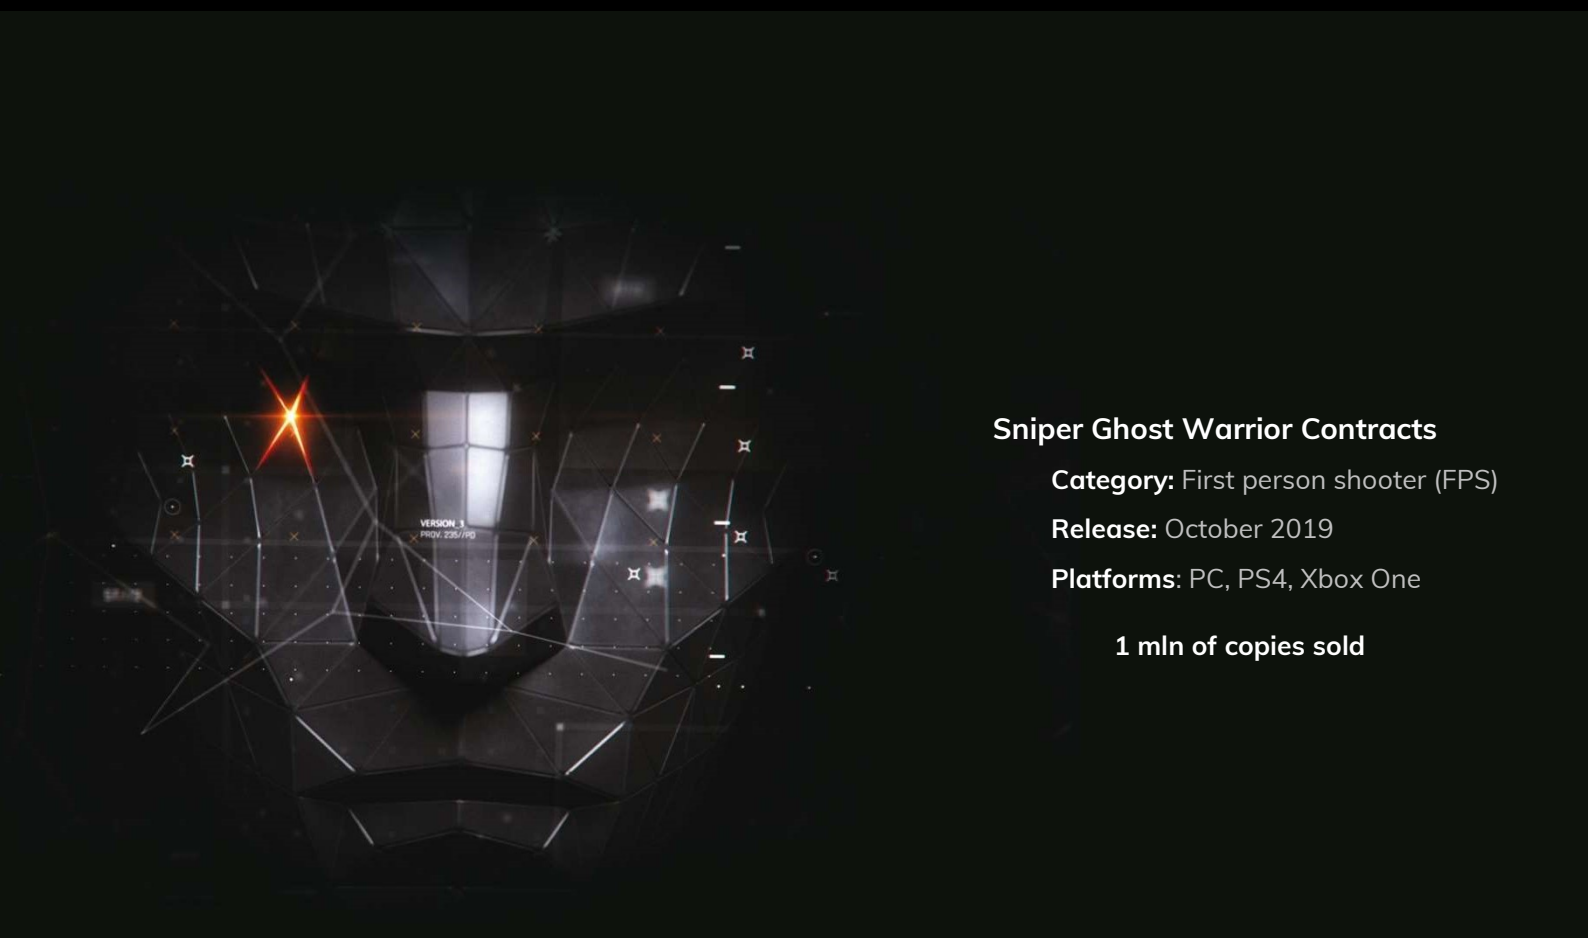 VERSION_1
PROV. 235//PD
Sniper Ghost Warrior Contracts
Category: First person shooter (FPS)
Release: October 2019
Platforms: PC, PS4, Xbox One
1 mln of copies sold